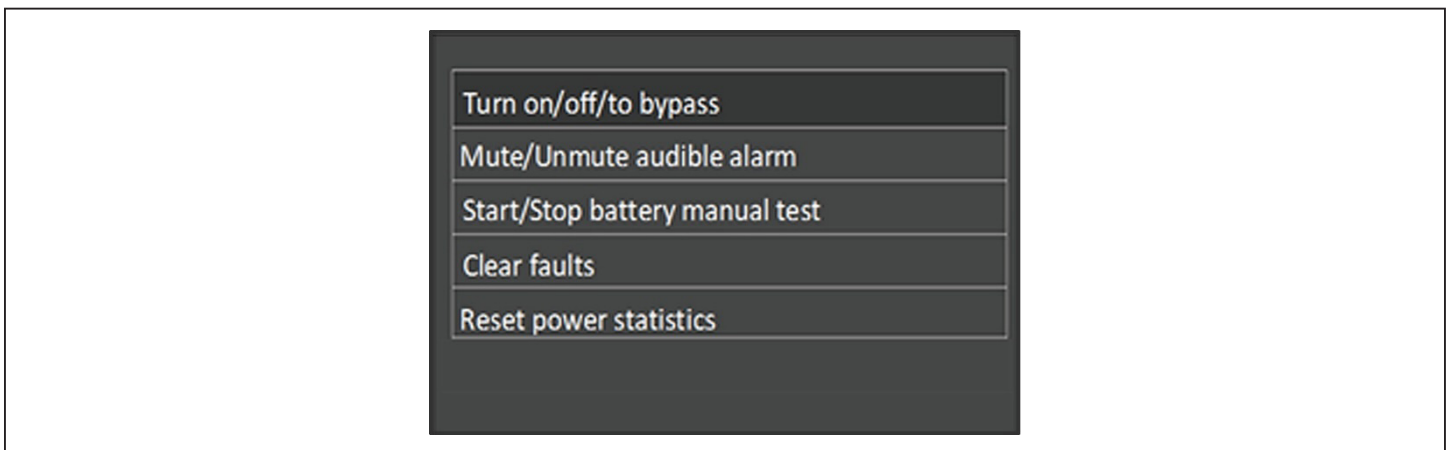 Turn on/off/to bypass
Mute/Unmute audible alarm
Start/Stop battery manual test
Clear faults
Reset power statistics